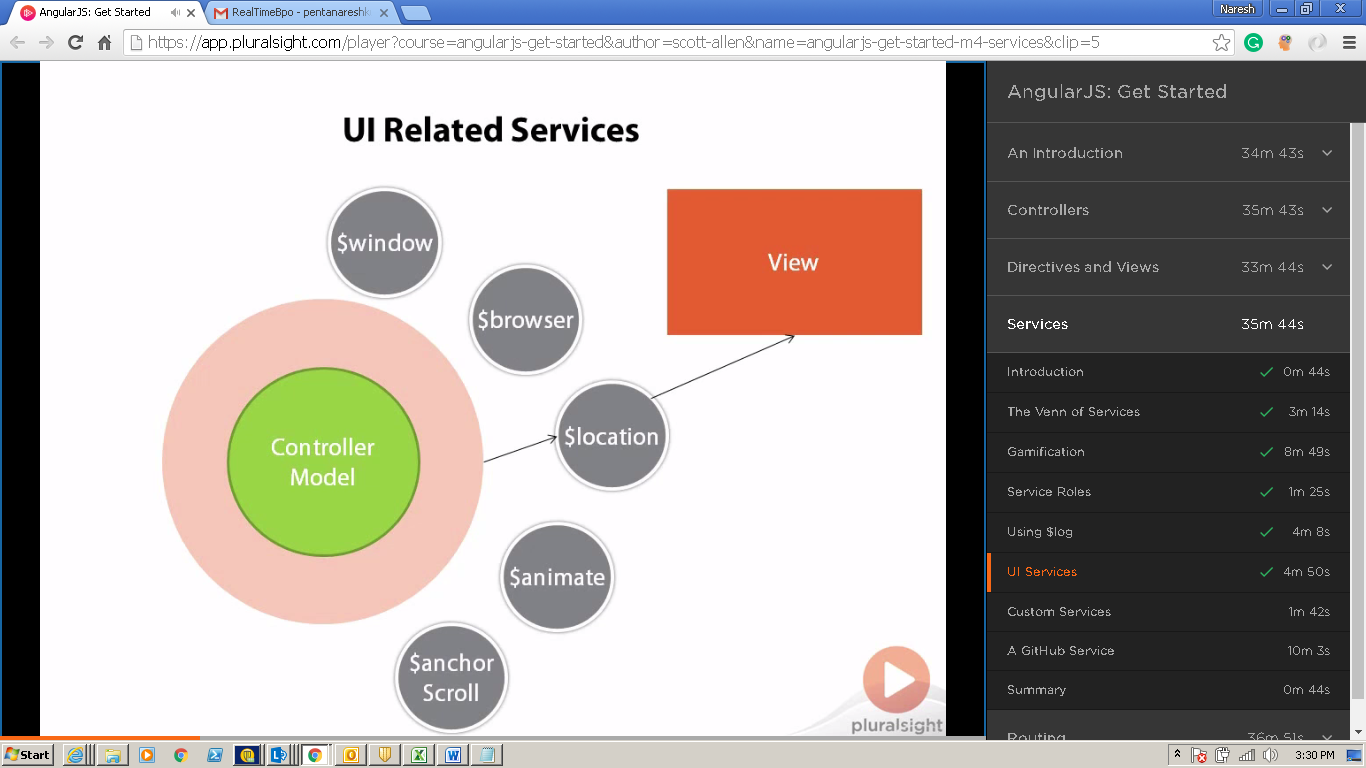 AngularJS: Get Started
RealTimeBpo - pentanaresh
Naresh
https://app.pluralsight.com/player?course=angularjs-get-started&author=scott-allen&name=angularjs-get-started-m4-services&clip=5
UI Related Services
$window
$browser
$location
$animate
$anchor
Scroll
Controller
Model
View
pluralsight
AngularJS: Get Started
An Introduction 34m 43s
Controllers 35m 43s
Directives and Views 33m 44s
Services 35m 44s
Introduction 0m 44s
The Venn of Services 3m 14s
Gamification 8m 49s
Service Roles 1m 25s
Using $log 4m 8s
UI Services 4m 50s
Custom Services 1m 42s
A GitHub Service 10m 3s
Summary 0m 44s
Routing 36m 51s
Start
3:30 PM